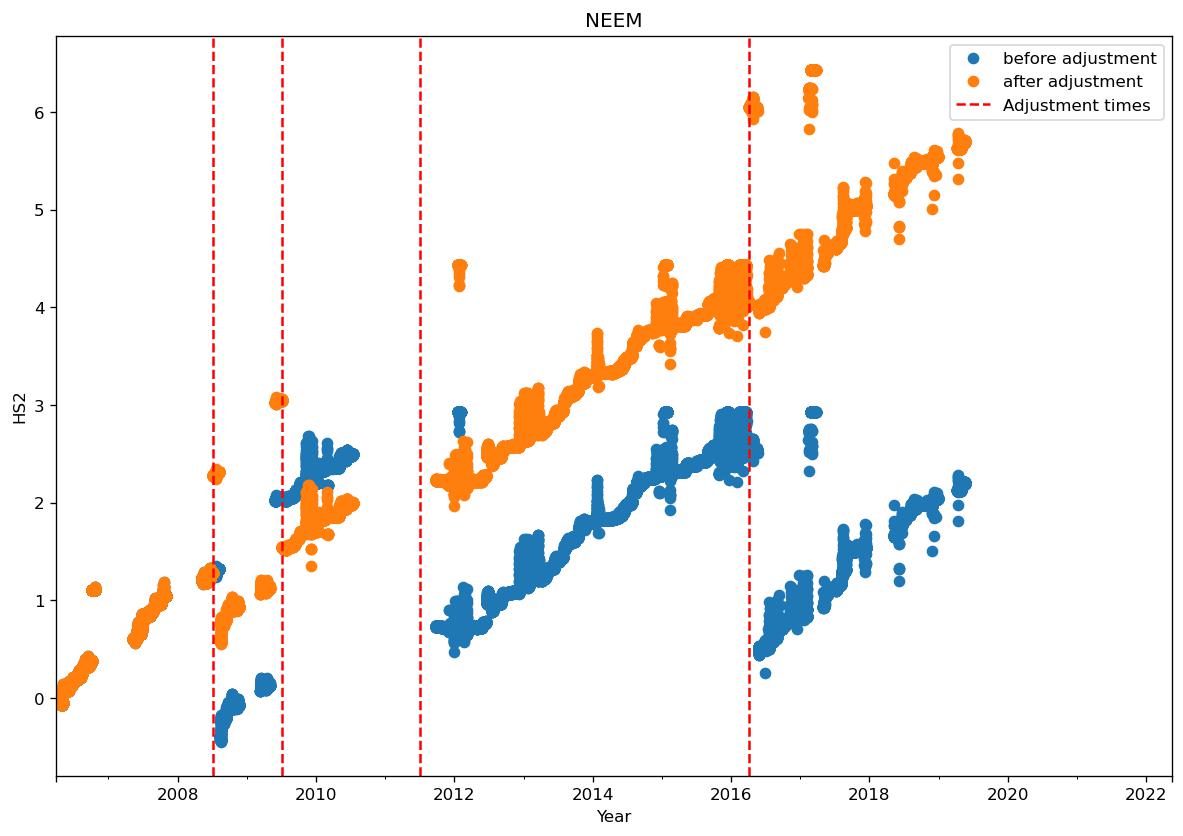 NEEM
before adjustment
after adjustment
Adjustment times
HS2
6
5
4
3
2
1
0
2008 2010 2012 2014 2016 2018 2020 2022
Year